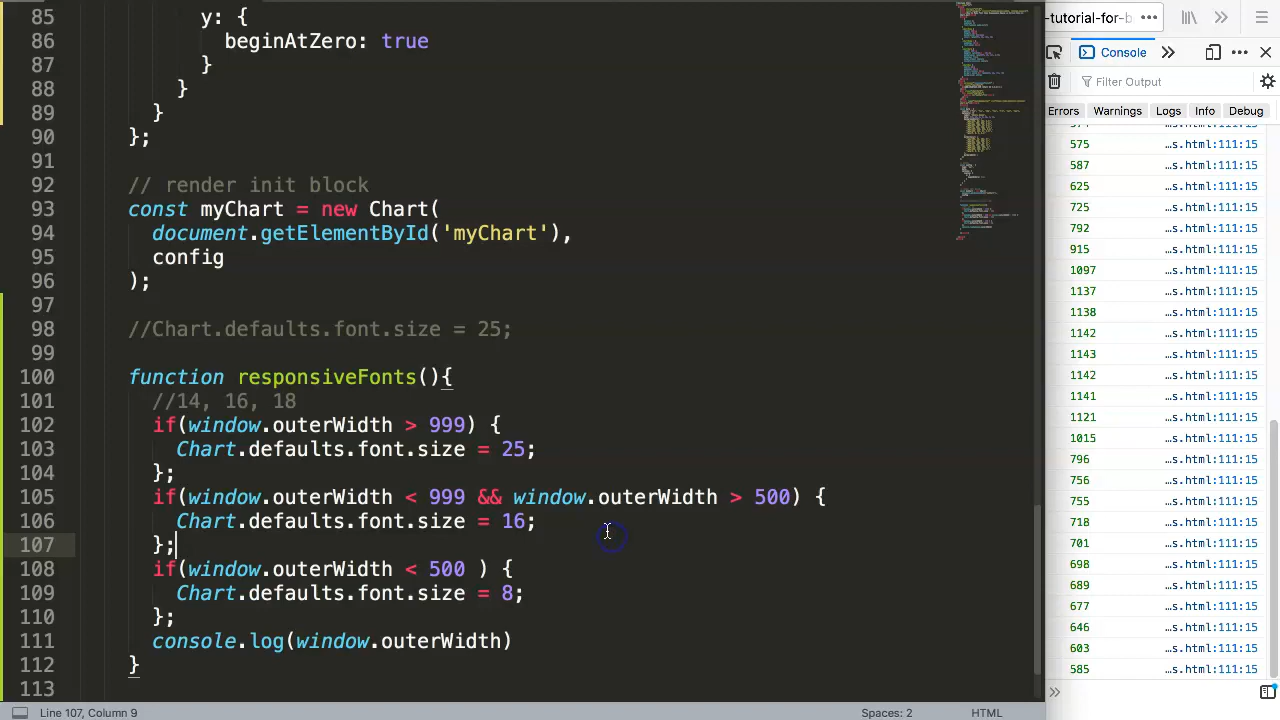 85 y: {
86 beginAtZero: true
87 }
88 }
89 }
90 };
91
92 // render init block
93 const myChart = new Chart(
94 document.getElementById('myChart'),
95 config
96 );
97
98 //Chart.defaults.font.size = 25;
99
100 function responsiveFonts(){
101 //14, 16, 18
102 if(window.outerWidth > 999) {
103 Chart.defaults.font.size = 25;
104 };
105 if(window.outerWidth < 999 && window.outerWidth > 500) {
106 Chart.defaults.font.size = 16;
107 };
108 if(window.outerWidth < 500 ) {
109 Chart.defaults.font.size = 8;
110 };
111 console.log(window.outerWidth)
112 }
113
Line 107, Column 9
Spaces: 2
HTML
-tutorial-for-b
Console
Filter Output
Errors Warnings Logs Info Debug
575 …s.html:111:15
587 …s.html:111:15
625 …s.html:111:15
725 …s.html:111:15
792 …s.html:111:15
915 …s.html:111:15
1097 …s.html:111:15
1137 …s.html:111:15
1138 …s.html:111:15
1142 …s.html:111:15
1143 …s.html:111:15
1142 …s.html:111:15
1141 …s.html:111:15
1121 …s.html:111:15
1015 …s.html:111:15
796 …s.html:111:15
756 …s.html:111:15
755 …s.html:111:15
718 …s.html:111:15
701 …s.html:111:15
698 …s.html:111:15
689 …s.html:111:15
677 …s.html:111:15
646 …s.html:111:15
603 …s.html:111:15
585 …s.html:111:15